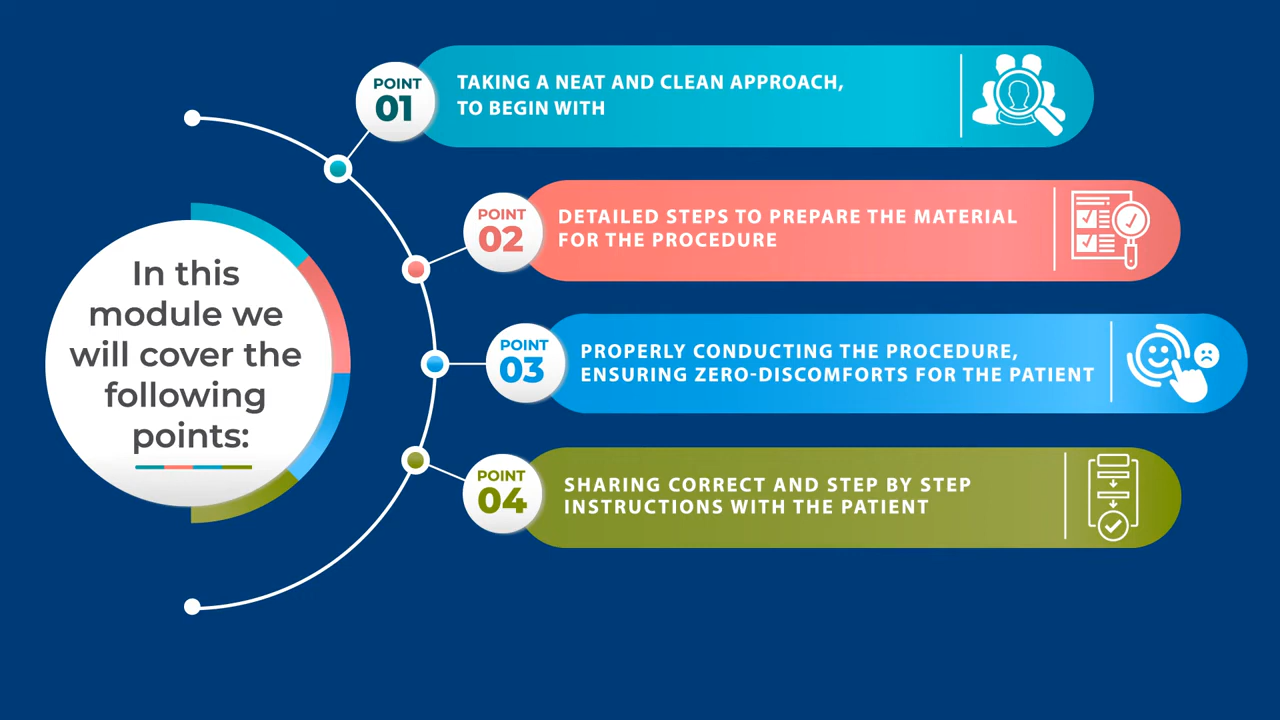 In this
module we
will cover the
following
points:
POINT
01
TAKING A NEAT AND CLEAN APPROACH,
TO BEGIN WITH
POINT
02
DETAILED STEPS TO PREPARE THE MATERIAL
FOR THE PROCEDURE
POINT
03
PROPERLY CONDUCTING THE PROCEDURE,
ENSURING ZERO-DISCOMFORTS FOR THE PATIENT
POINT
04
SHARING CORRECT AND STEP BY STEP
INSTRUCTIONS WITH THE PATIENT